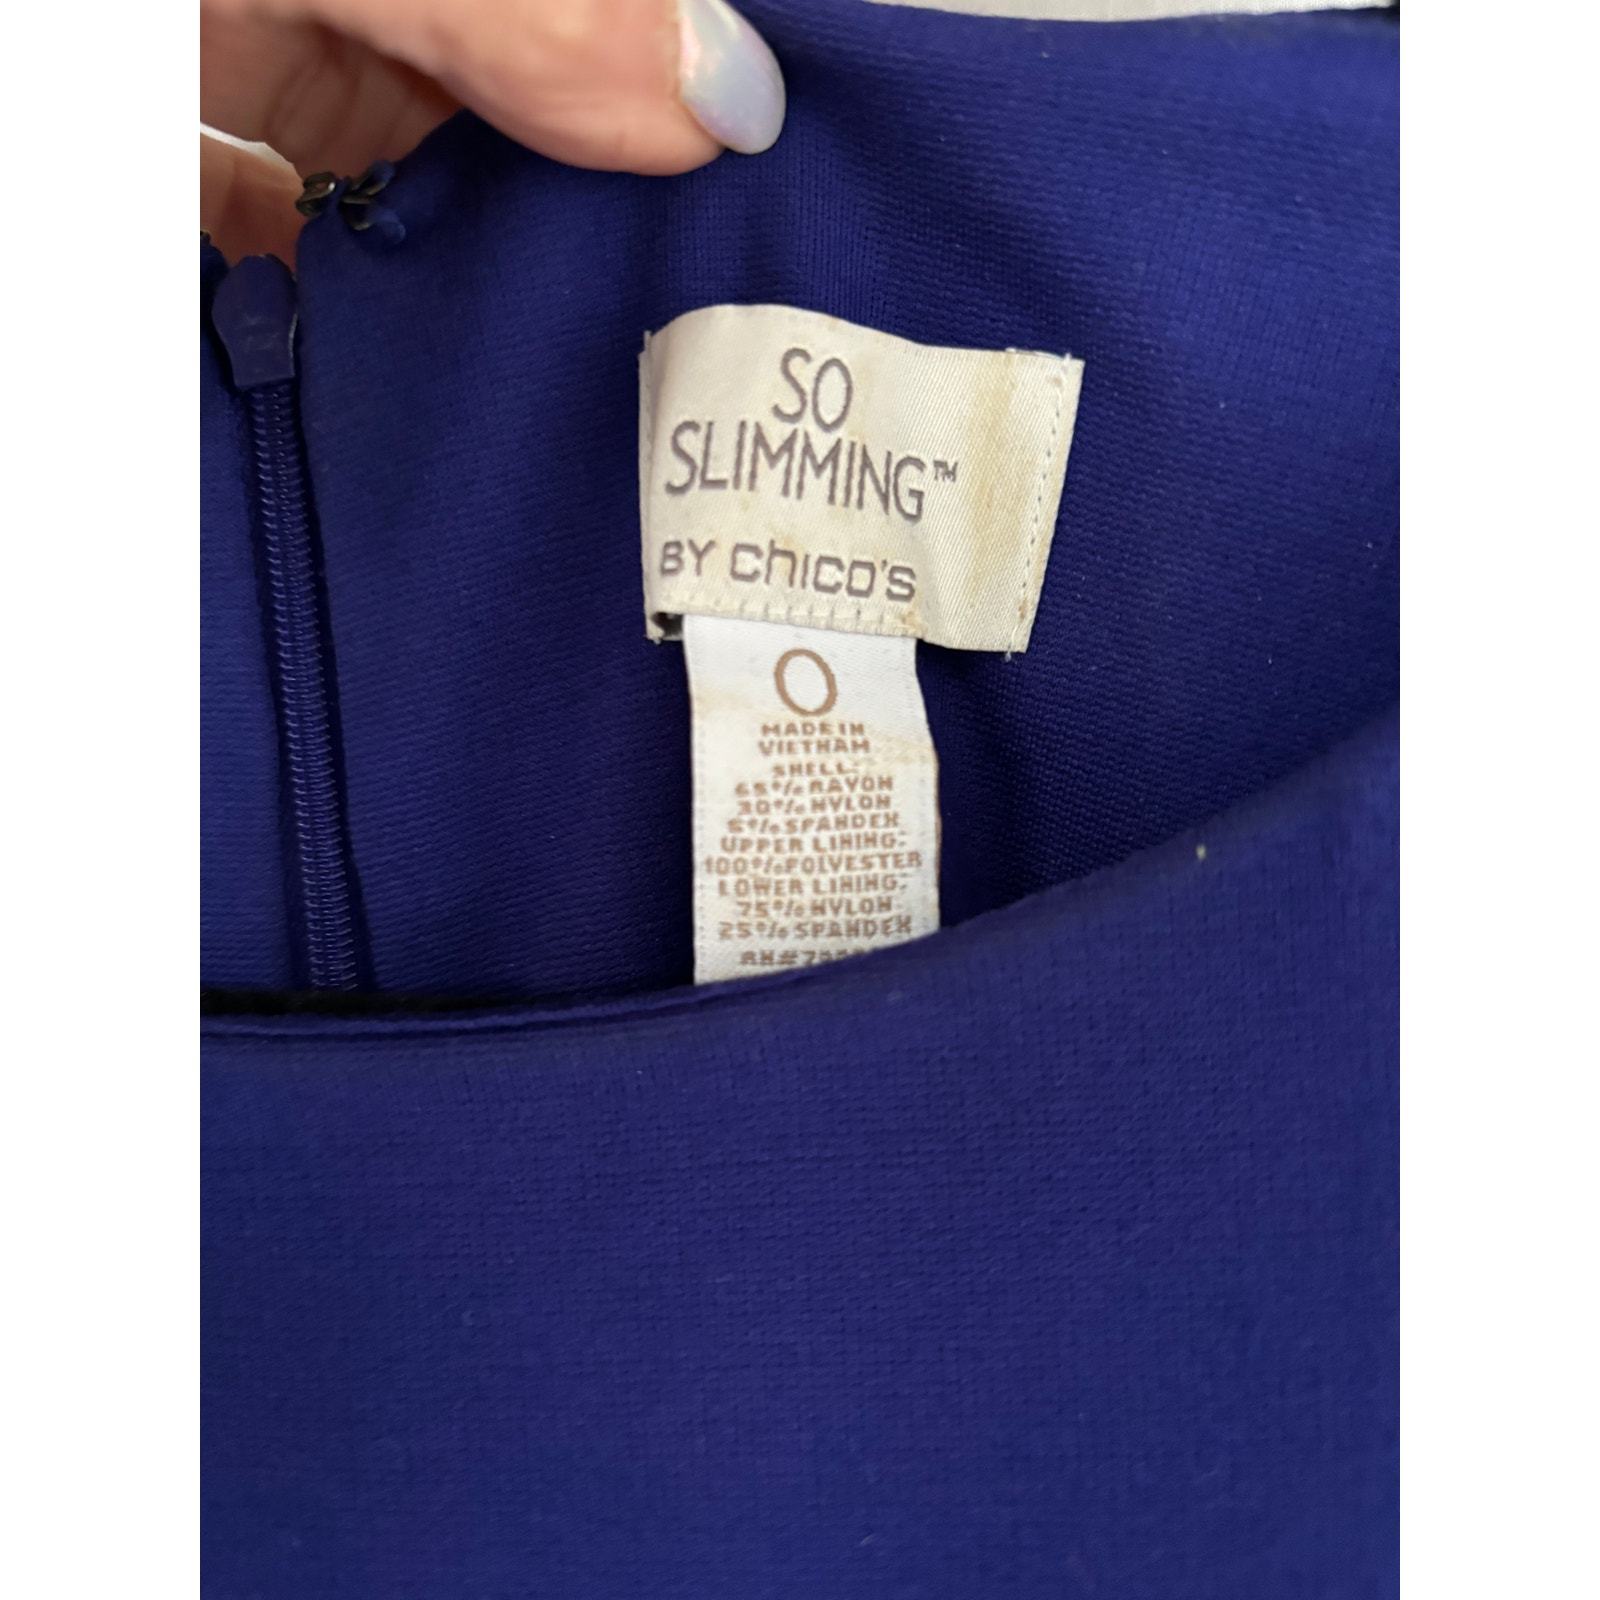 SO
SLIMMING™
BY CHICO'S
0
MADE IN
VIETNAM
SHELL:
65% RAYON
30% NYLON
5% SPANDEX
UPPER LINING:
100% POLYESTER
LOWER LINING:
75% NYLON
25% SPANDEX